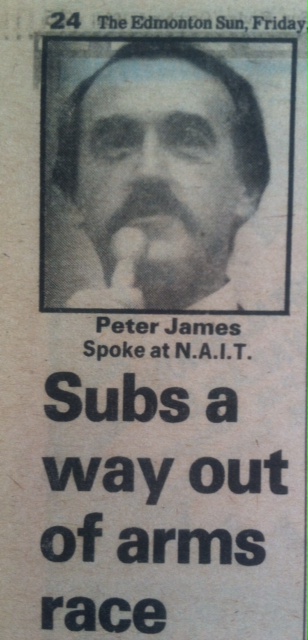 24 The Edmonton Sun, Friday,
Peter James
Spoke at N.A.I.T.
Subs a
way out
of arms
race